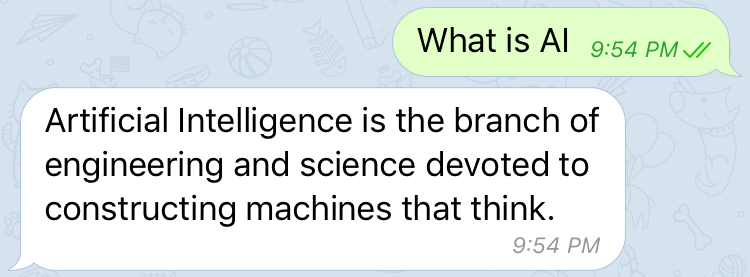 What is AI 9:54 PM
Artificial Intelligence is the branch of
engineering and science devoted to
constructing machines that think.
9:54 PM